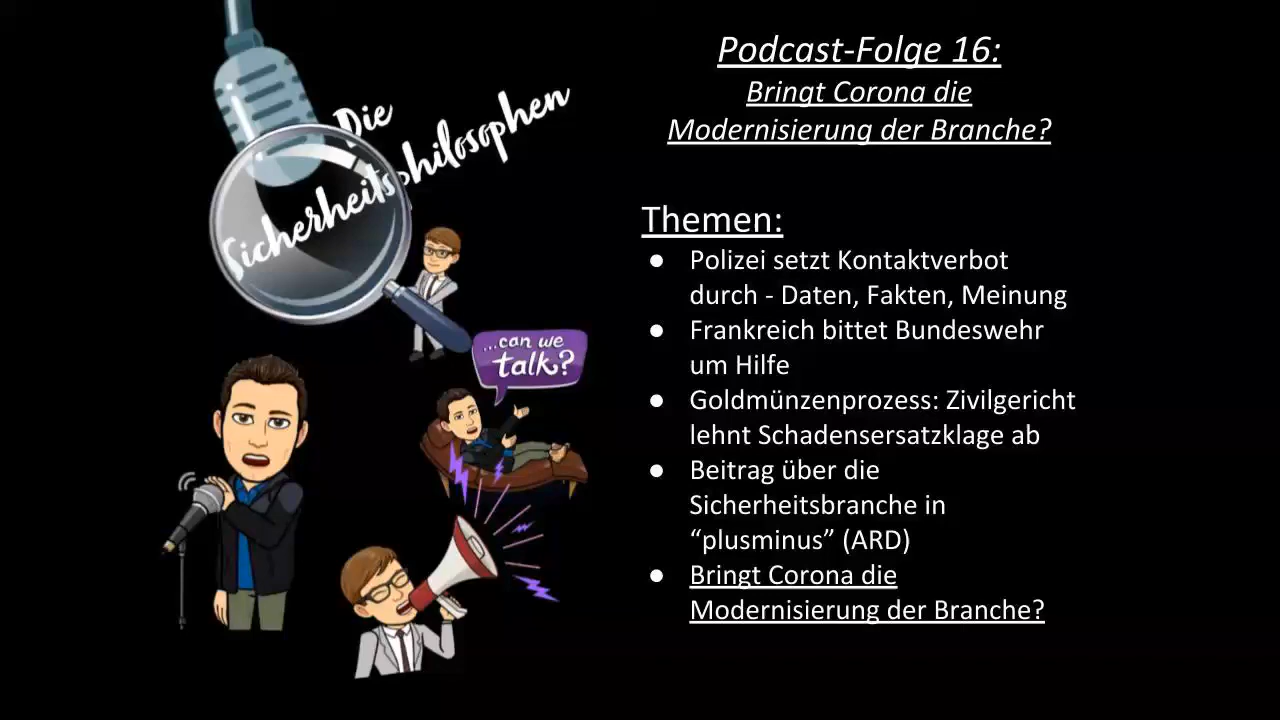 Die
Sicherheitsphilosophen
...can we
talk?
Podcast-Folge 16:
Bringt Corona die
Modernisierung der Branche?
Themen:
● Polizei setzt Kontaktverbot
durch - Daten, Fakten, Meinung
● Frankreich bittet Bundeswehr
um Hilfe
● Goldmünzenprozess: Zivilgericht
lehnt Schadensersatzklage ab
● Beitrag über die
Sicherheitsbranche in
“plusminus” (ARD)
● Bringt Corona die
Modernisierung der Branche?